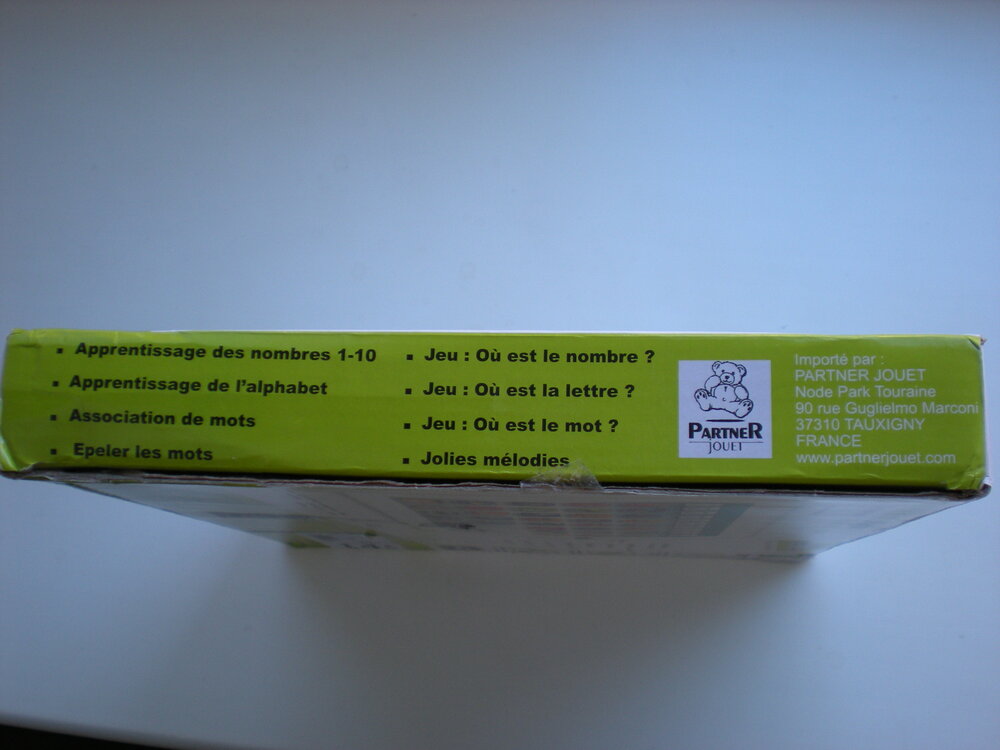 ▪ Apprentissage des nombres 1-10
▪ Apprentissage de l'alphabet
▪ Association de mots
▪ Epeler les mots
▪ Jeu : Où est le nombre ?
▪ Jeu : Où est la lettre ?
▪ Jeu : Où est le mot ?
▪ Jolies mélodies
PARTNER
JOUET
Importé par :
PARTNER JOUET
Node Park Touraine
90 rue Guglielmo Marconi
37310 TAUXIGNY
FRANCE
www.partnerjouet.com